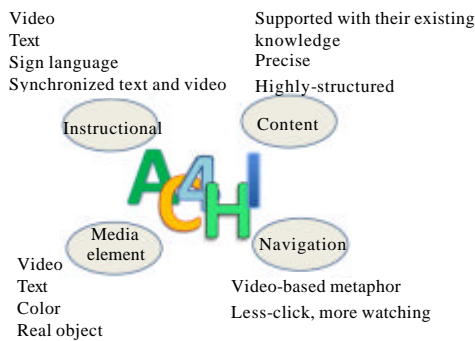 Video
Text
Sign language
Synchronized text and video
Supported with their existing
knowledge
Precise
Highly-structured
Instructional
Content
AC4HI
Media
element
Navigation
Video
Text
Color
Real object
Video-based metaphor
Less-click, more watching